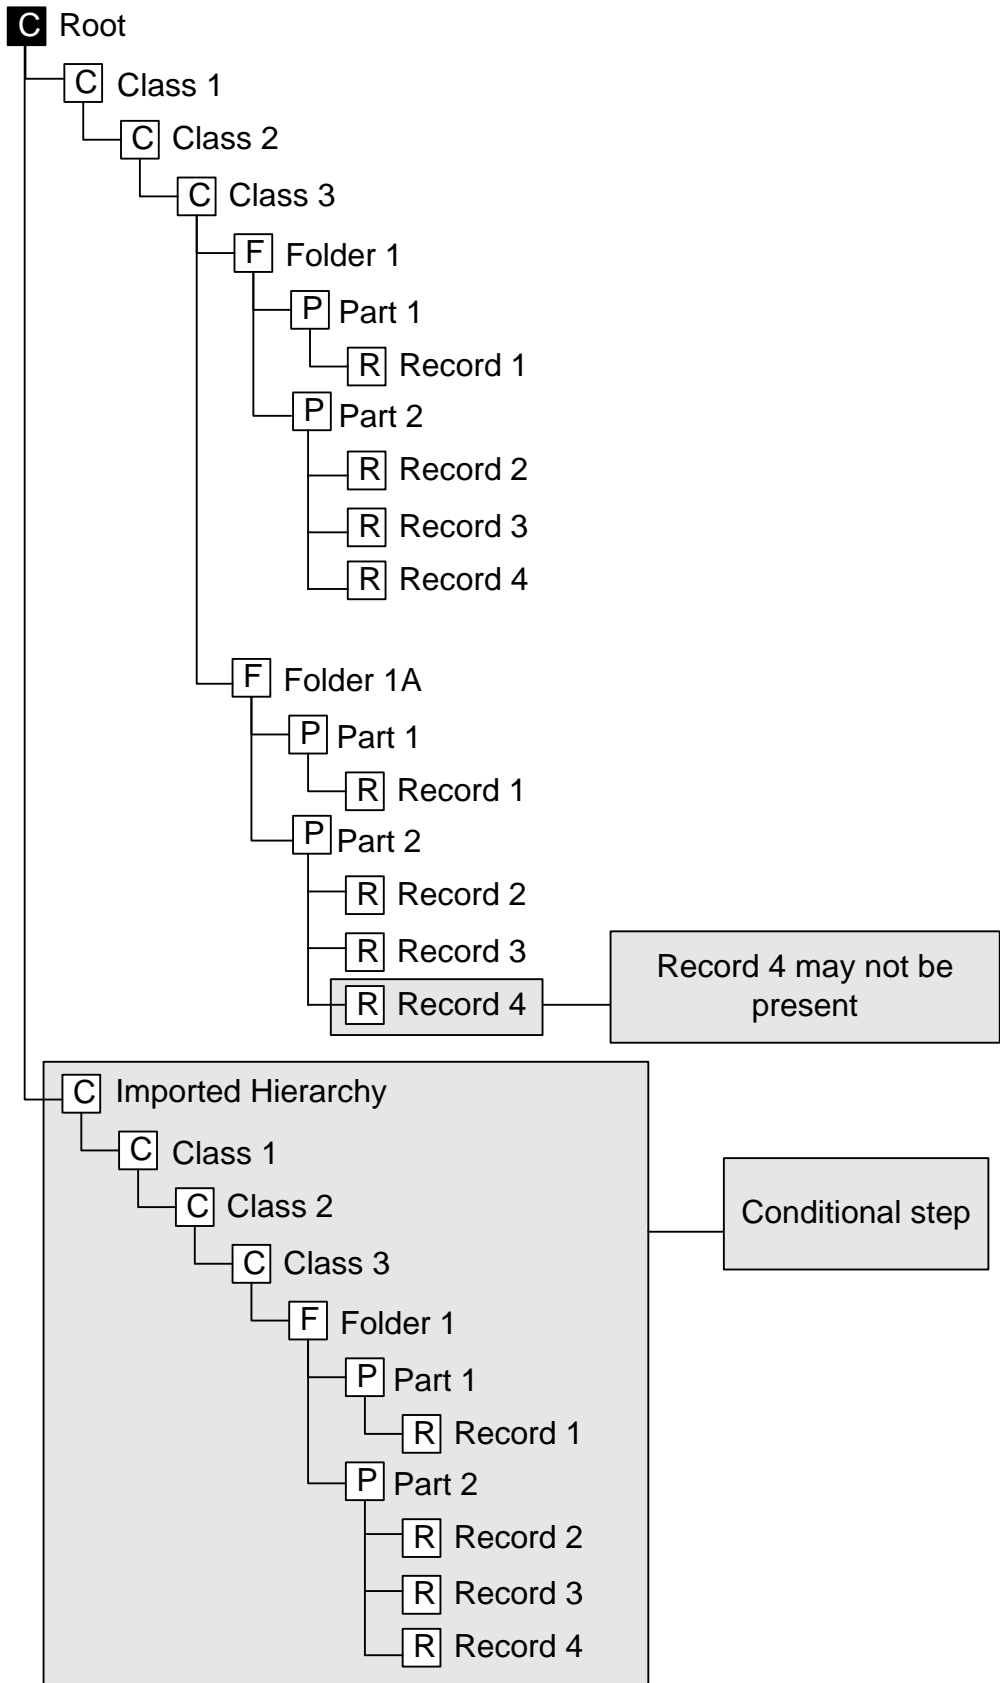 C Root
C Class 1
C Class 2
C Class 3
F Folder 1
P Part 1
R Record 1
P Part 2
R Record 2
R Record 3
R Record 4
F Folder 1A
P Part 1
R Record 1
P Part 2
R Record 2
R Record 3
R Record 4
Record 4 may not be
present
C Imported Hierarchy
C Class 1
C Class 2
C Class 3
Conditional step
F Folder 1
P Part 1
R Record 1
P Part 2
R Record 2
R Record 3
R Record 4